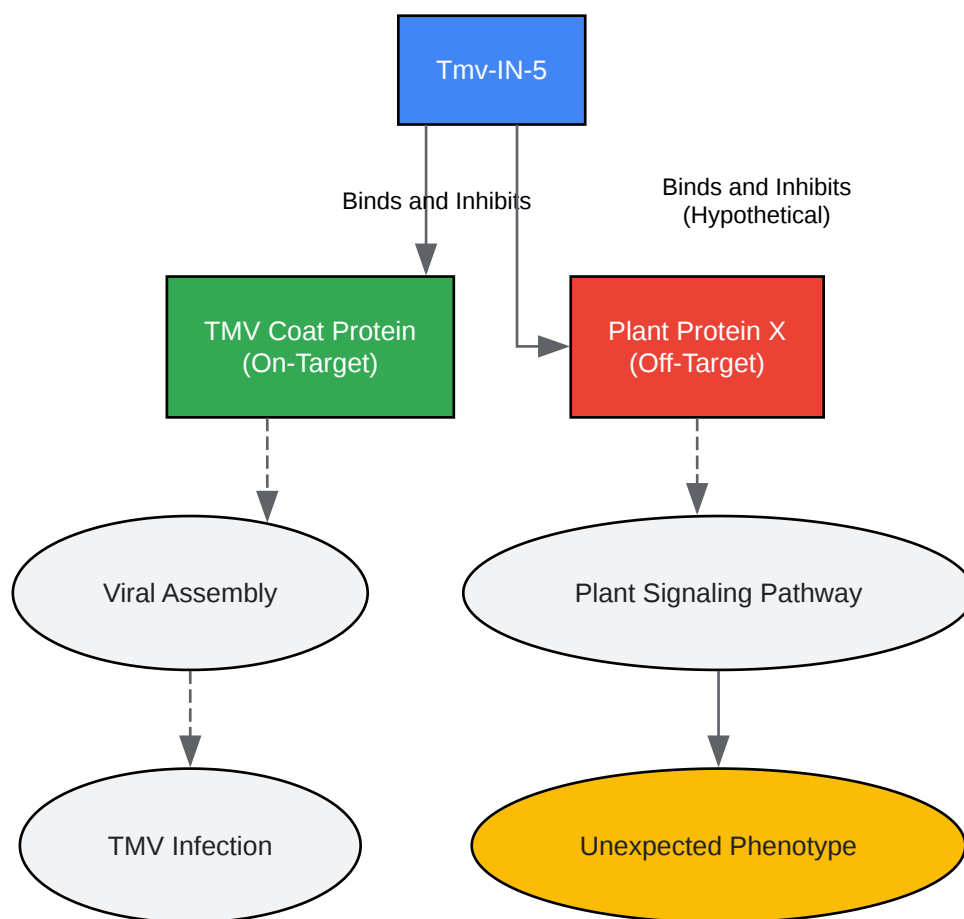 Tmv-IN-5
Binds and Inhibits
Binds and Inhibits
(Hypothetical)
TMV Coat Protein
(On-Target)
Plant Protein X
(Off-Target)
Viral Assembly
Plant Signaling Pathway
TMV Infection
Unexpected Phenotype